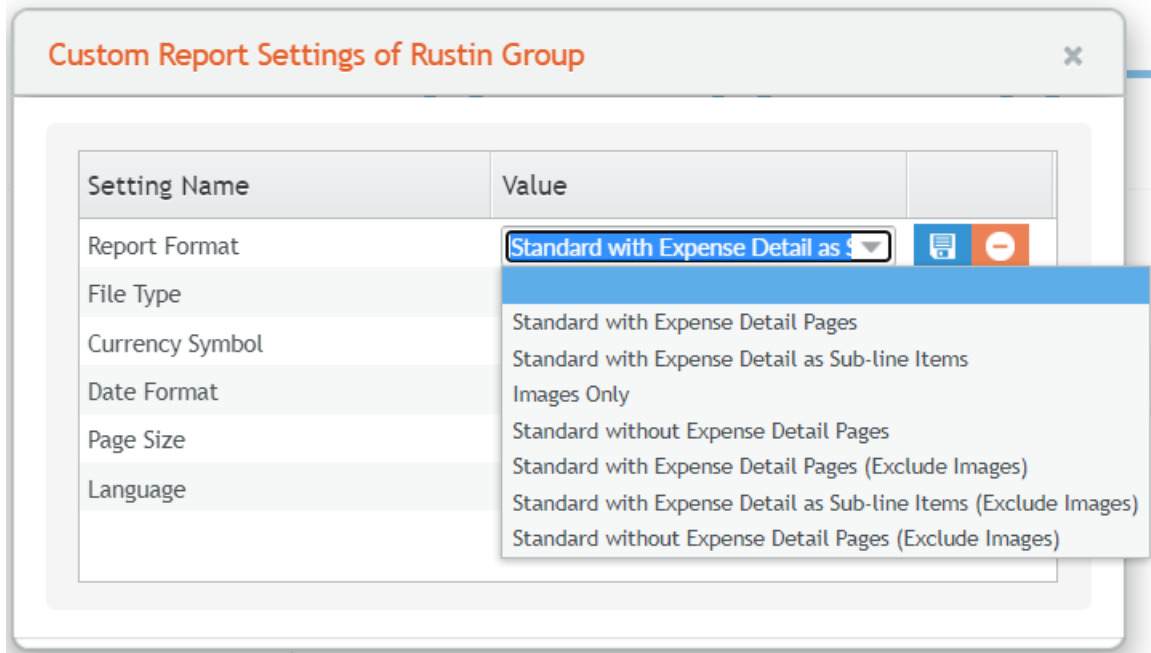 Custom Report Settings of Rustin Group
Setting Name Value
Report Format Standard with Expense Detail as
File Type
Currency Symbol
Date Format
Page Size
Language
Standard with Expense Detail Pages
Standard with Expense Detail as Sub-line Items
Images Only
Standard without Expense Detail Pages
Standard with Expense Detail Pages (Exclude Images)
Standard with Expense Detail as Sub-line Items (Exclude Images)
Standard without Expense Detail Pages (Exclude Images)